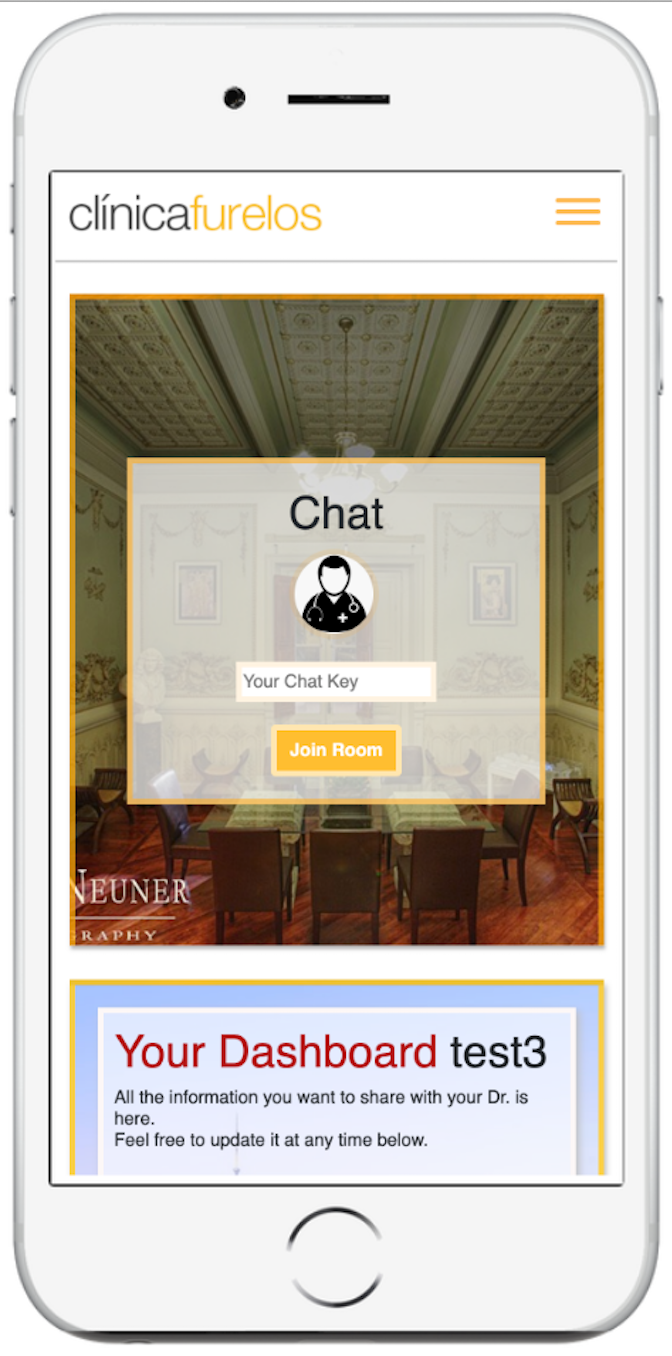 clínicafurelos
Chat
Your Chat Key
Join Room
NEUNER
GRAPHY
Your Dashboard test3
All the information you want to share with your Dr. is
here.
Feel free to update it at any time below.